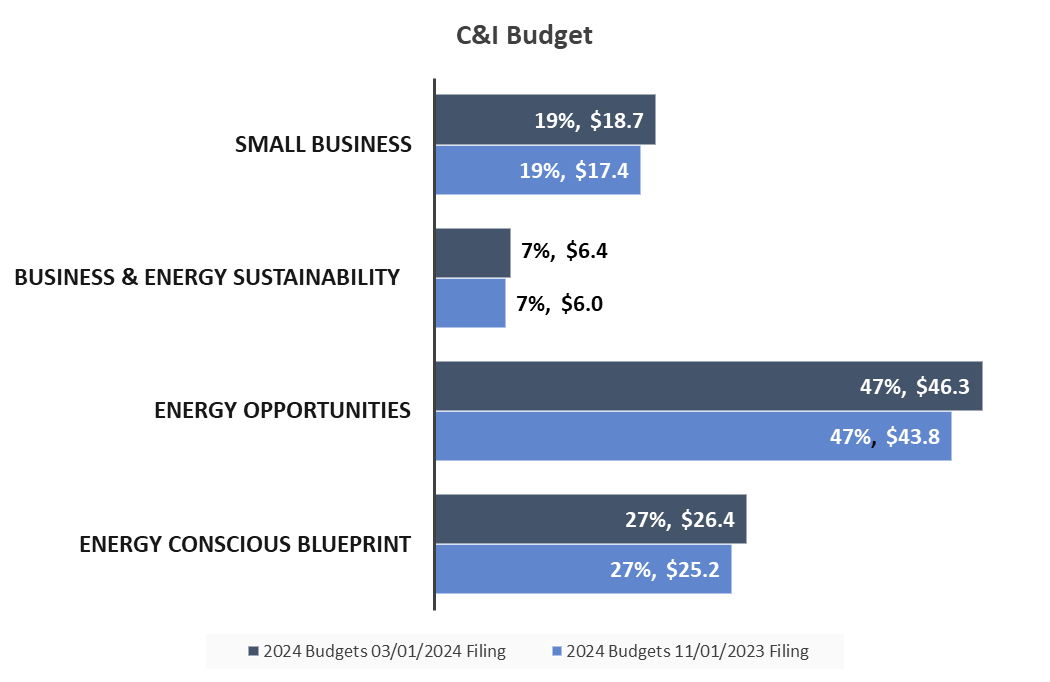 C&I Budget
SMALL BUSINESS
19%, $18.7
19%, $17.4
BUSINESS & ENERGY SUSTAINABILITY
7%, $6.4
7%, $6.0
ENERGY OPPORTUNITIES
47%, $46.3
47%, $43.8
ENERGY CONSCIOUS BLUEPRINT
27%, $26.4
27%, $25.2
2024 Budgets 03/01/2024 Filing
2024 Budgets 11/01/2023 Filing